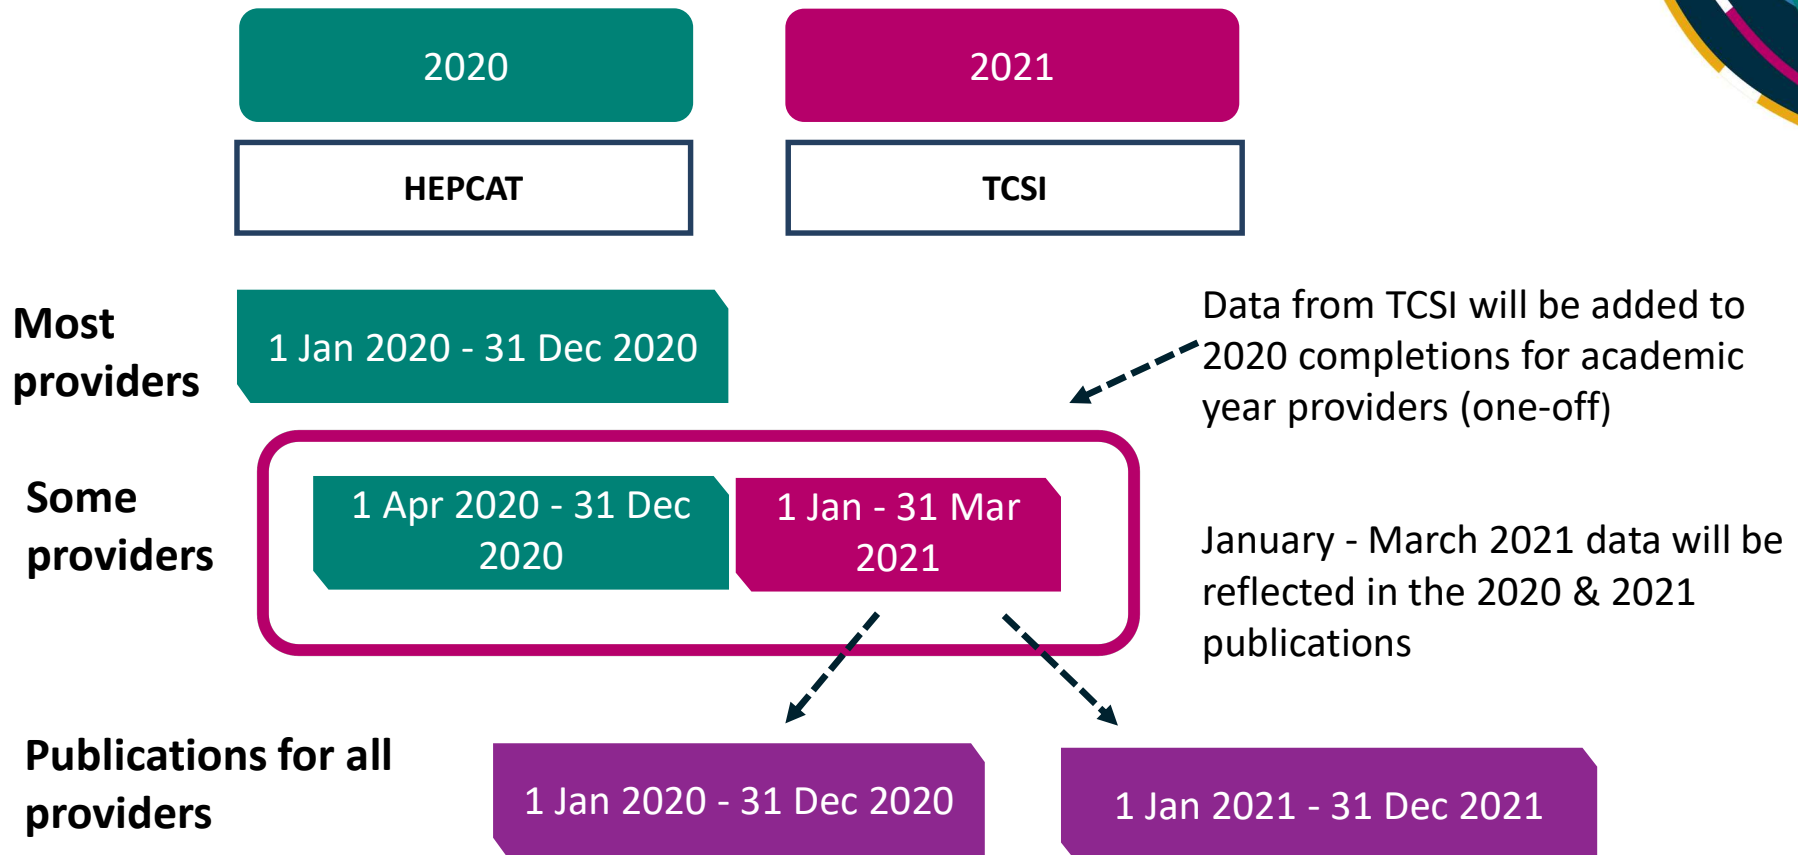 2020
2021
HEPCAT
TCSI
Most
providers
1 Jan 2020 - 31 Dec 2020
Data from TCSI will be added to
2020 completions for academic
year providers (one-off)
Some
providers
1 Apr 2020 - 31 Dec
2020
1 Jan - 31 Mar
2021
January - March 2021 data will be
reflected in the 2020 & 2021
publications
Publications for all
providers
1 Jan 2020 - 31 Dec 2020
1 Jan 2021 - 31 Dec 2021